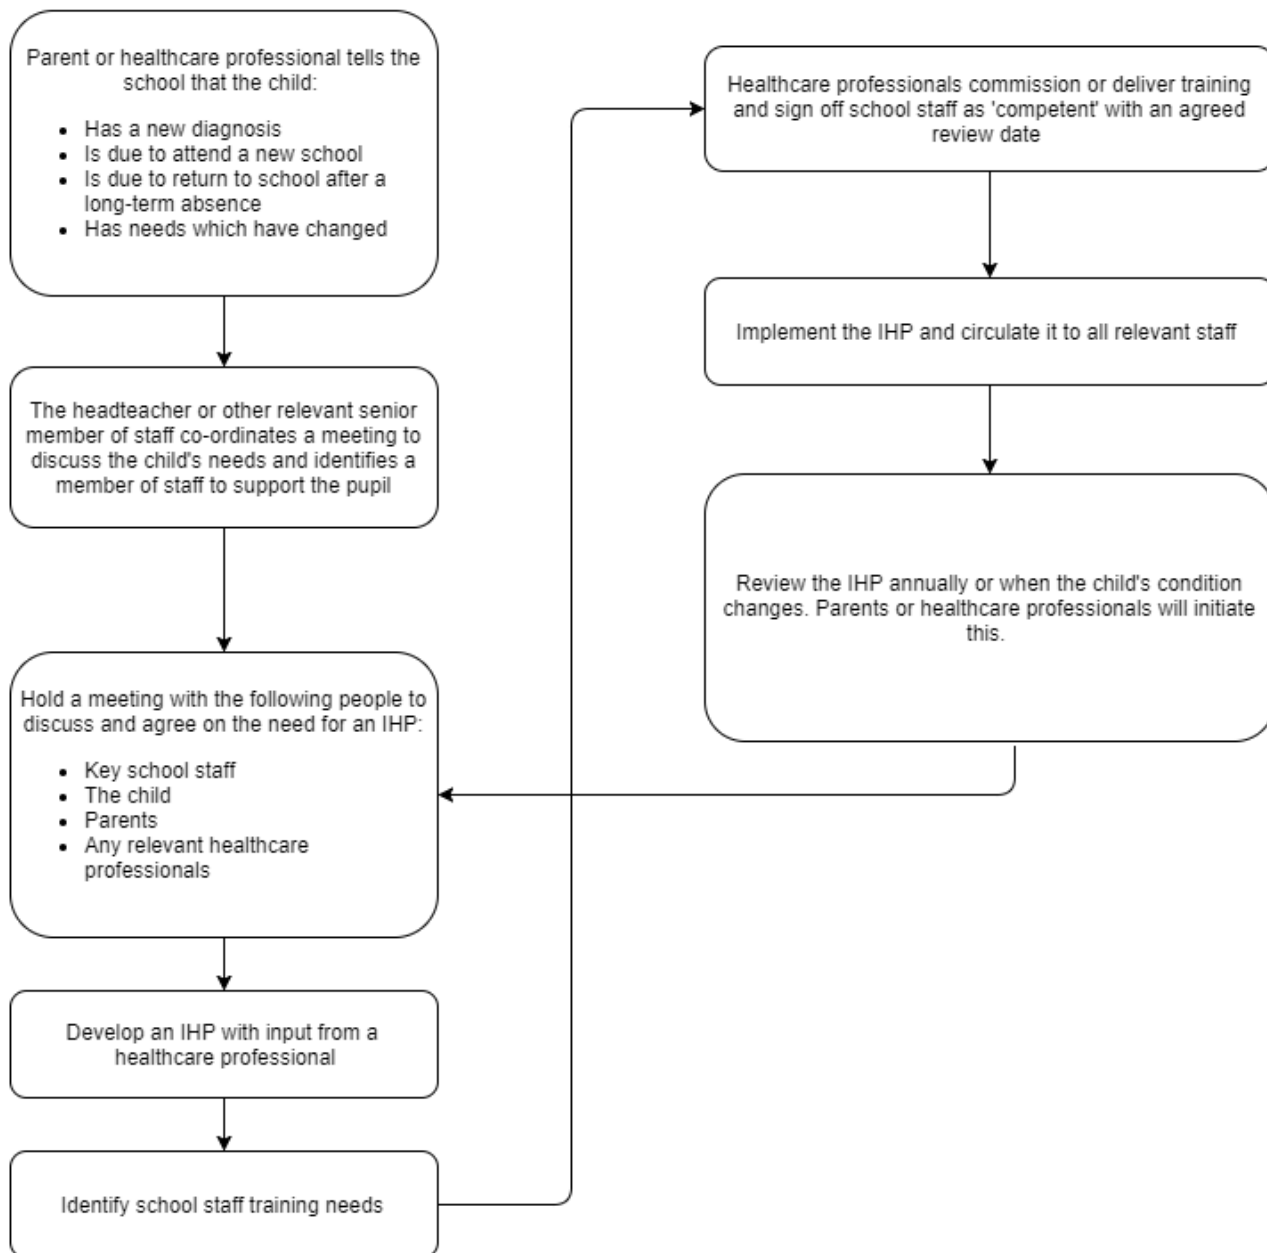 Parent or healthcare professional tells the
school that the child:
• Has a new diagnosis
• Is due to attend a new school
• Is due to return to school after a
long-term absence
• Has needs which have changed
The headteacher or other relevant senior
member of staff co-ordinates a meeting to
discuss the child's needs and identifies a
member of staff to support the pupil
Hold a meeting with the following people to
discuss and agree on the need for an IHP:
• Key school staff
• The child
• Parents
• Any relevant healthcare
professionals
Develop an IHP with input from a
healthcare professional
Identify school staff training needs
Healthcare professionals commission or deliver training
and sign off school staff as 'competent' with an agreed
review date
Implement the IHP and circulate it to all relevant staff
Review the IHP annually or when the child's condition
changes. Parents or healthcare professionals will initiate
this.